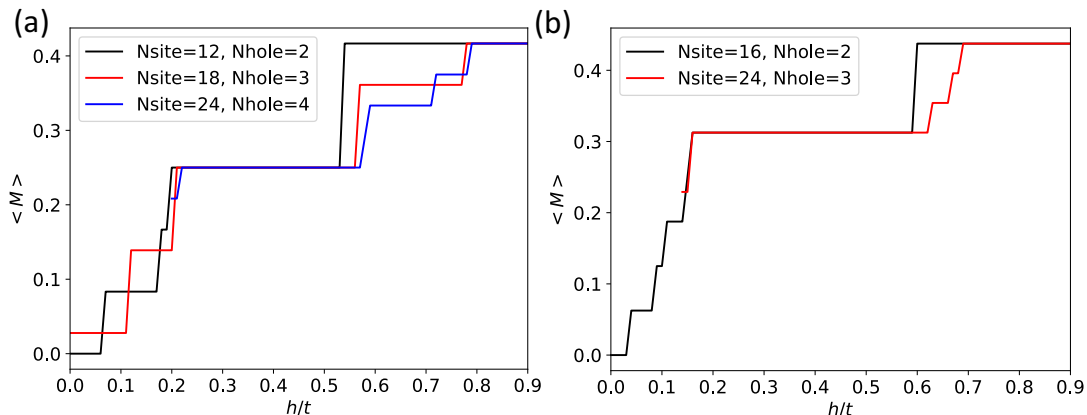 (a)
Nsite=12, Nhole=2
Nsite=18, Nhole=3
Nsite=24, Nhole=4
<M>
0.4
0.3
0.2
0.1
0.0
0.0 0.1 0.2 0.3 0.4 0.5 0.6 0.7 0.8 0.9
h/t
(b)
Nsite=16, Nhole=2
Nsite=24, Nhole=3
<M>
0.4
0.3
0.2
0.1
0.0
0.0 0.1 0.2 0.3 0.4 0.5 0.6 0.7 0.8 0.9
h/t